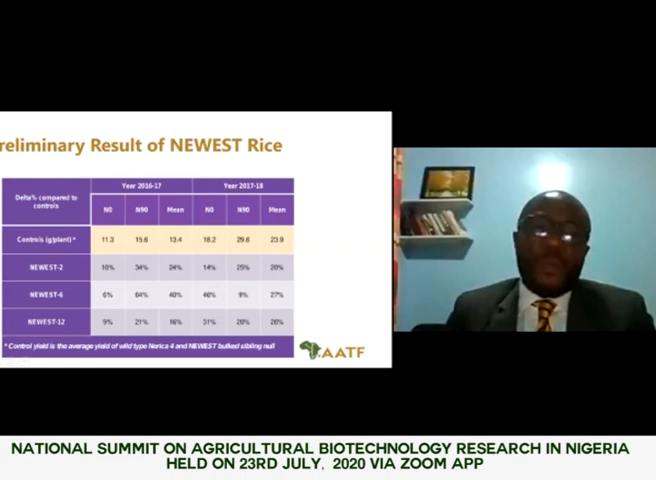 reliminary Result of NEWEST Rice
Delta% compared to controls Year 2016-17 Year 2017-18
N0 N90 Mean N0 N90 Mean
Controls (g/plant) * 11.3 15.6 13.4 18.2 29.6 23.9
NEWEST-2 10% 34% 24% 14% 25% 20%
NEWEST-6 6% 64% 40% 46% 9% 27%
NEWEST-12 9% 21% 16% 31% 20% 26%
* Control yield is the average yield of wild type Nerica 4 and NEWEST bulked sibling null
AATF
NATIONAL SUMMIT ON AGRICULTURAL BIOTECHNOLOGY RESEARCH IN NIGERIA
HELD ON 23RD JULY, 2020 VIA ZOOM APP